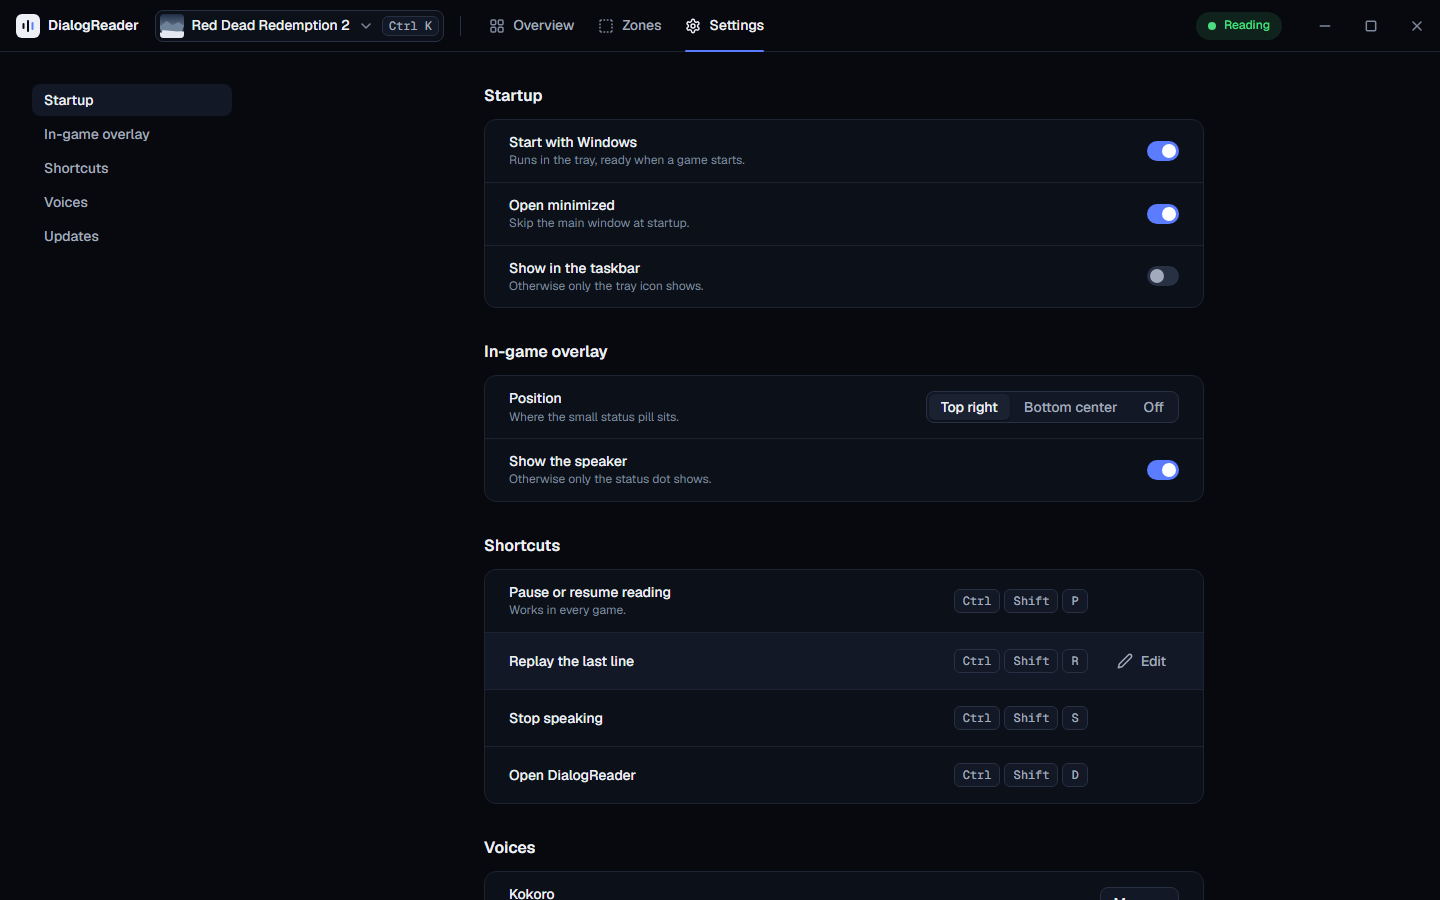 DialogReader
Red Dead Redemption 2
Ctrl K
Overview
Zones
Settings
Reading
Startup
In-game overlay
Shortcuts
Voices
Updates
Startup
Start with Windows
Runs in the tray, ready when a game starts.
Open minimized
Skip the main window at startup.
Show in the taskbar
Otherwise only the tray icon shows.
In-game overlay
Position
Where the small status pill sits.
Top right
Bottom center
Off
Show the speaker
Otherwise only the status dot shows.
Shortcuts
Pause or resume reading
Works in every game.
Ctrl Shift P
Replay the last line
Ctrl Shift R
Edit
Stop speaking
Ctrl Shift S
Open DialogReader
Ctrl Shift D
Voices
Kokoro